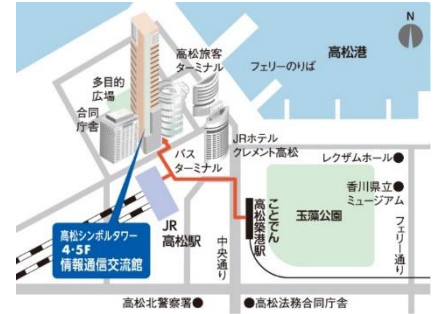 N
高松港
高松旅客
ターミナル
フェリーのりば
多目的
広場
合同
庁舎
JRホテル
クレメント高松
バス
ターミナル
レクザムホール
香川県立
ミュージアム
ことでん
高松築港駅
玉藻公園
JR
高松駅
中央通り
フェリー通り
高松シンボルタワー
4・5F
情報通信交流館
高松北警察署
高松法務合同庁舎